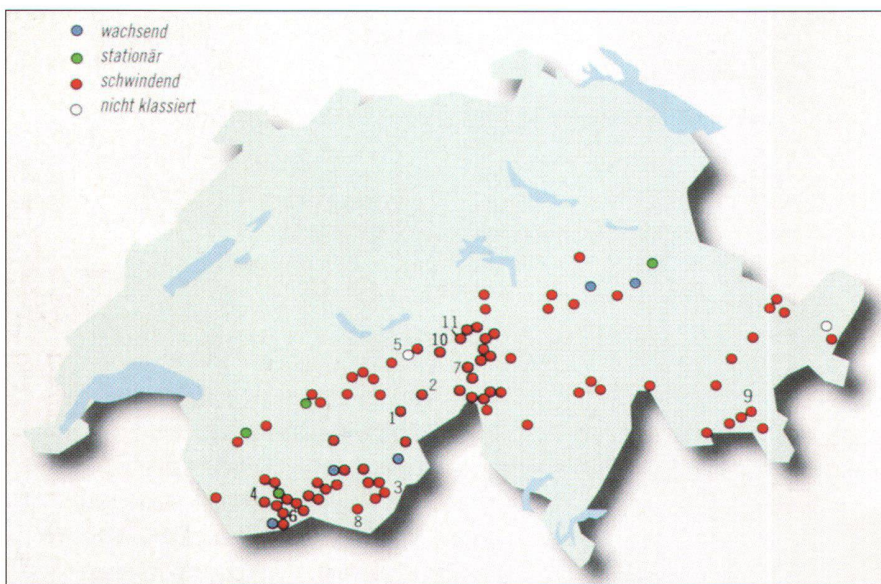 wachsend
stationär
schwindend
nicht klassiert
11
5
10
7
2
1
9
4
3
6
8